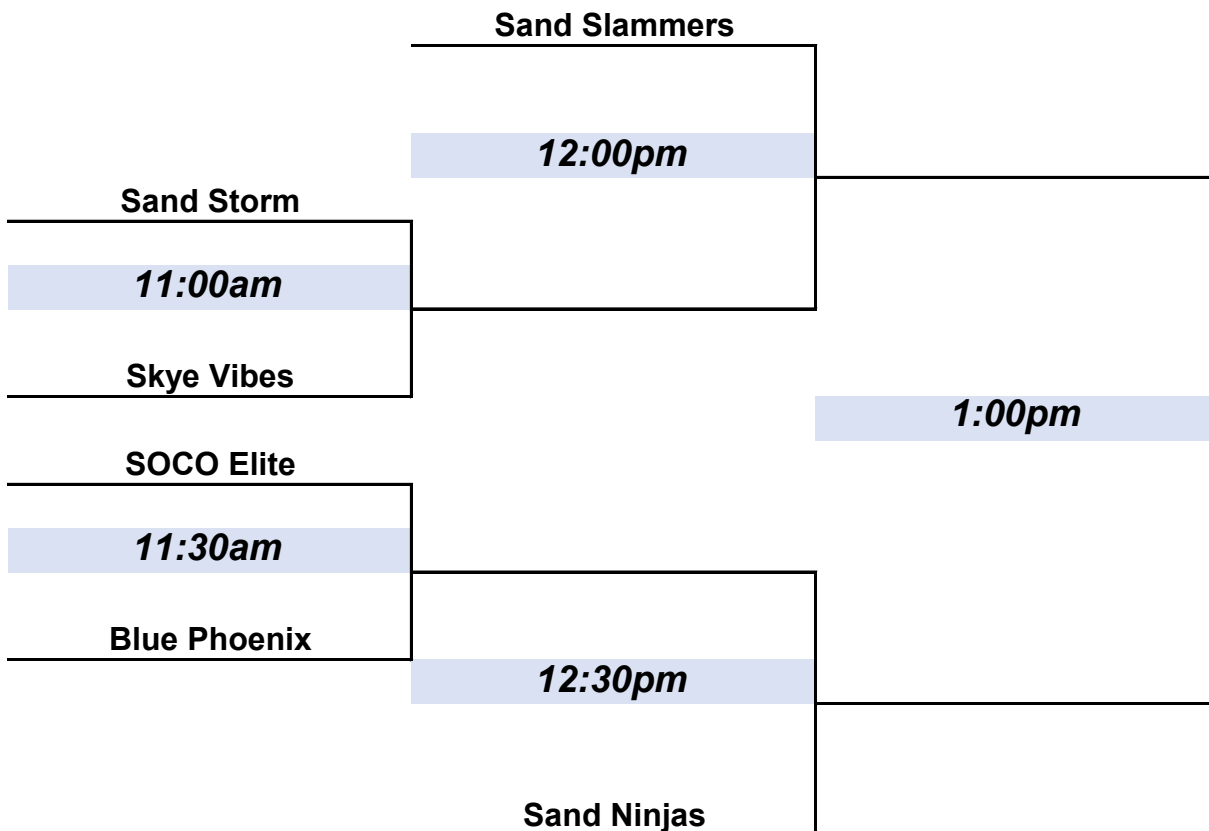 Sand Slammers
12:00pm
Sand Storm
11:00am
Skye Vibes
1:00pm
SOCO Elite
11:30am
Blue Phoenix
12:30pm
Sand Ninjas